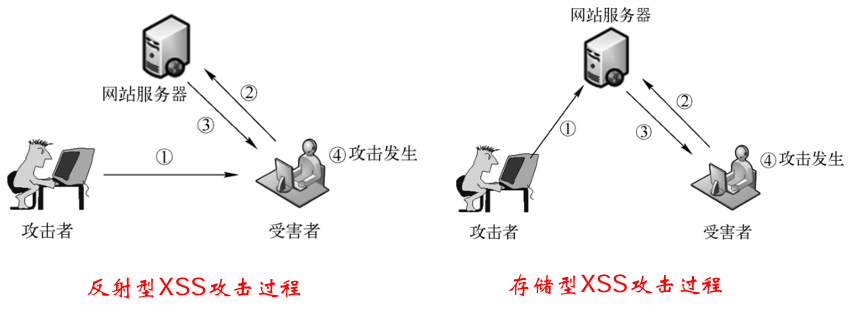 网站服务器
②
③
①
④攻击发生
攻击者
受害者
反射型XSS攻击过程
网站服务器
①
②
③
④攻击发生
攻击者
受害者
存储型XSS攻击过程